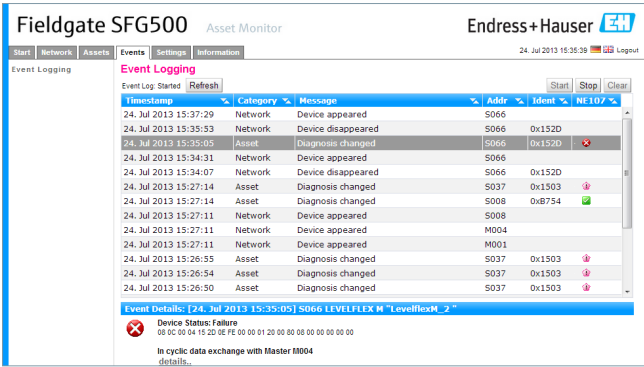 Fieldgate SFG500 Asset Monitor Endress+Hauser EH
Start Network Assets Events Settings Information 24. Jul 2013 15:35:39 Logout
Event Logging Event Logging
Event Log: Started Refresh Start Stop Clear
Timestamp Category Message Addr Ident NE107
24. Jul 2013 15:37:29 Network Device appeared S066
24. Jul 2013 15:35:53 Network Device disappeared S066 0x152D
24. Jul 2013 15:35:05 Asset Diagnosis changed S066 0x152D
24. Jul 2013 15:34:31 Network Device appeared S066
24. Jul 2013 15:34:07 Network Device disappeared S066 0x152D
24. Jul 2013 15:27:14 Asset Diagnosis changed S037 0x1503
24. Jul 2013 15:27:14 Asset Diagnosis changed S008 0xB754
24. Jul 2013 15:27:11 Network Device appeared S008
24. Jul 2013 15:27:11 Network Device appeared M004
24. Jul 2013 15:27:11 Network Device appeared M001
24. Jul 2013 15:26:55 Asset Diagnosis changed S037 0x1503
24. Jul 2013 15:26:54 Asset Diagnosis changed S037 0x1503
24. Jul 2013 15:26:50 Asset Diagnosis changed S037 0x1503
Event Details: [24. Jul 2013 15:35:05] S066 LEVELFLEX M "LevelflexM_2 "
Device Status: Failure
08 0C 00 04 15 2D 0E FE 00 00 01 20 00 80 08 00 00 00 00 00
In cyclic data exchange with Master M004
details..